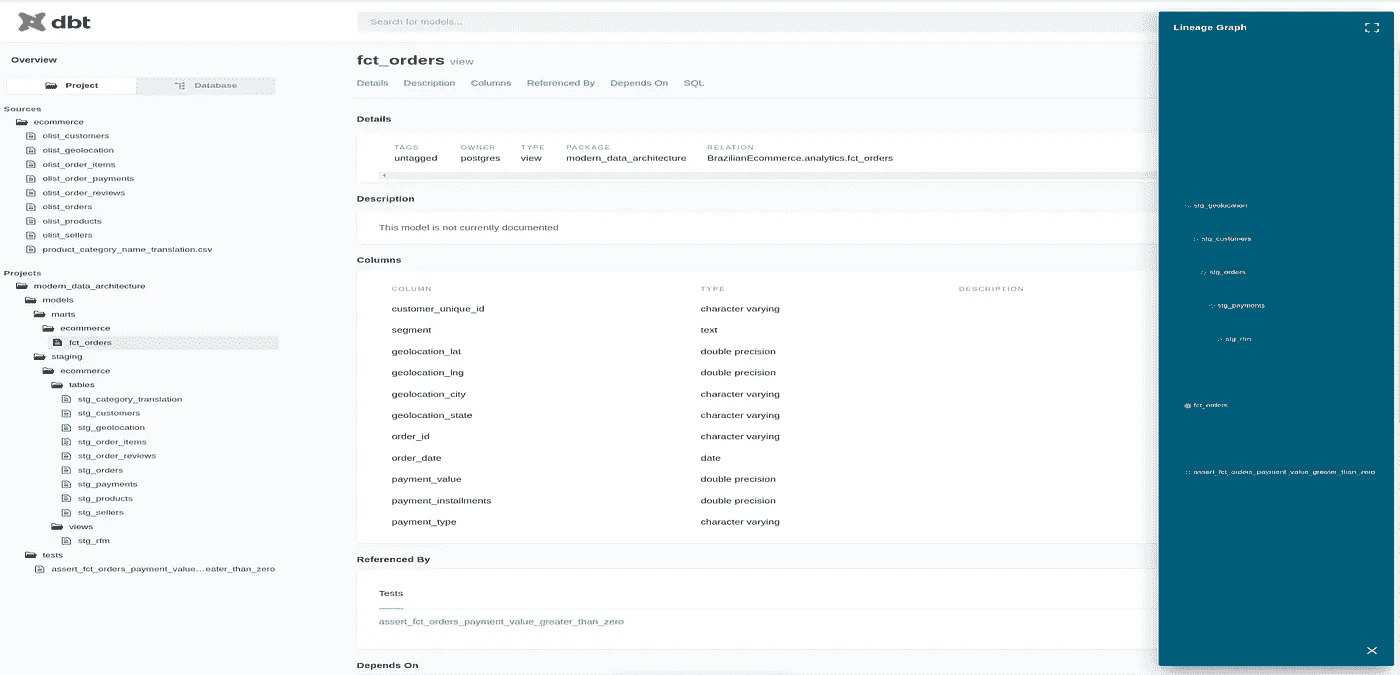 dbt
Search for models...
Overview
Project
Database
Sources
ecommerce
olist_customers
olist_geolocation
olist_order_items
olist_order_payments
olist_order_reviews
olist_orders
olist_products
olist_sellers
product_category_name_translation.csv
Projects
modern_data_architecture
models
marts
ecommerce
fct_orders
staging
ecommerce
tables
stg_category_translation
stg_customers
stg_geolocation
stg_order_items
stg_order_reviews
stg_orders
stg_payments
stg_products
stg_sellers
views
stg_rfm
tests
assert_fct_orders_payment_value...eater_than_zero
fct_orders view
Details Description Columns Referenced By Depends On SQL
Details
TAGS OWNER TYPE PACKAGE RELATION
untagged postgres view modern_data_architecture BrazilianEcommerce.analytics.fct_orders
Description
This model is not currently documented
Columns
COLUMN TYPE DESCRIPTION
customer_unique_id character varying
segment text
geolocation_lat double precision
geolocation_lng double precision
geolocation_city character varying
geolocation_state character varying
order_id character varying
order_date date
payment_value double precision
payment_installments double precision
payment_type character varying
Referenced By
Tests
assert_fct_orders_payment_value_greater_than_zero
Depends On
Lineage Graph
stg_geolocation
stg_customers
stg_orders
stg_payments
stg_rfm
fct_orders
assert_fct_orders_payment_value_greater_than_zero